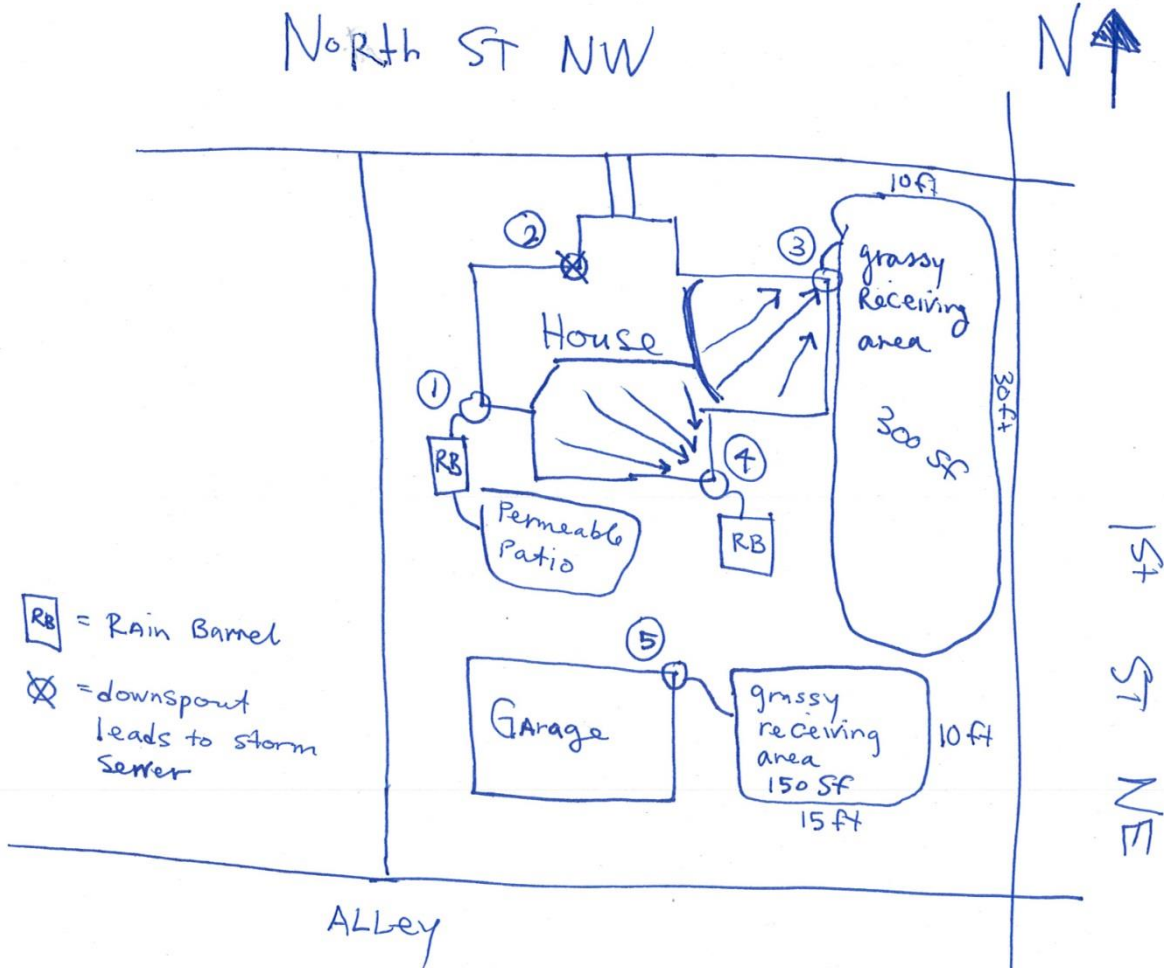 North ST NW
N
10ft
②
③
grassy
Receiving
area
House
①
30ft
300 Sf
④
RB
Permeable
Patio
RB
1st ST NE
RB = RAin Barrel
⑤
= downspout
leads to storm
sewer
GArage
grassy
receiving
area
150 Sf
10ft
15ft
ALLey